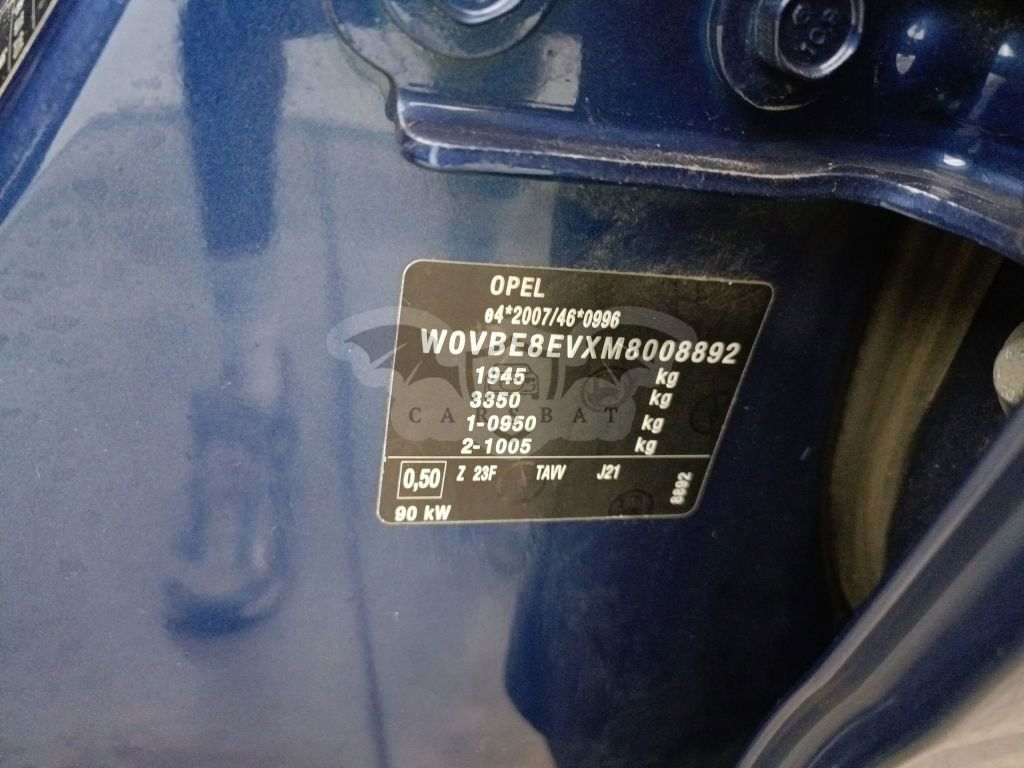 OPEL
e4*2007/46*0996
W0VBE8EVXM8008892
1945 kg
3350 kg
1-0950 kg
2-1005 kg
0,50 Z 23F TAVV J21
8892
90 kW
CARSBAT